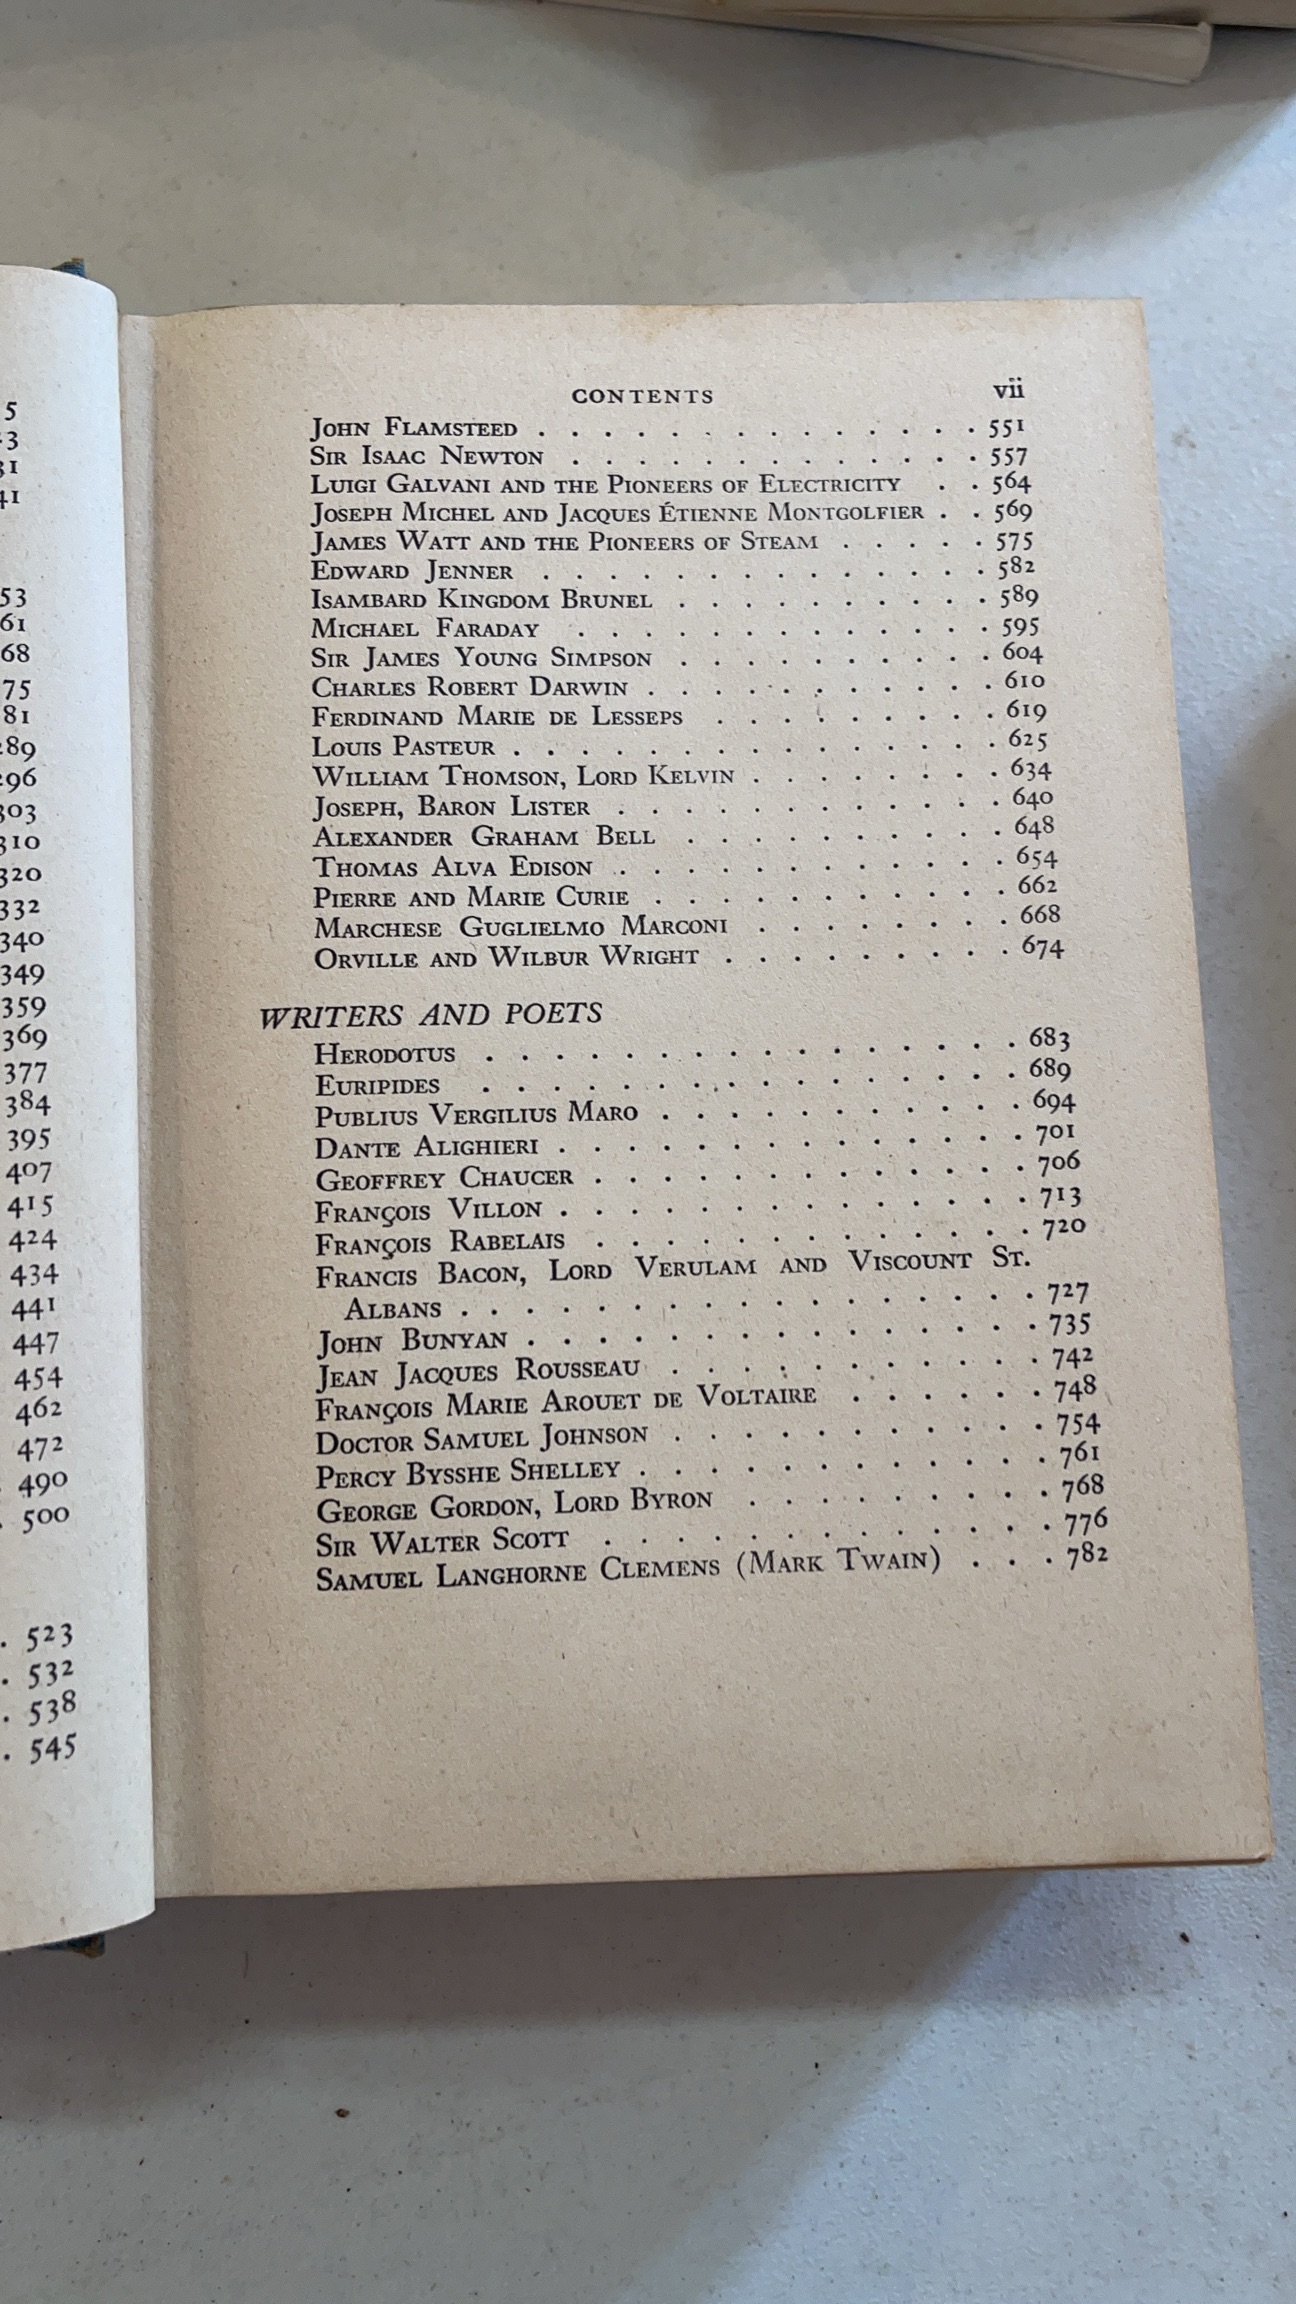 5
31
41
53
61
68
75
81
289
296
303
310
320
332
340
349
359
369
377
384
395
407
415
424
434
441
447
454
462
472
490
. 500
. 523
. 532
. 538
. 545
CONTENTS vii
JOHN FLAMSTEED . . . . . . . . . . . . . . 551
SIR ISAAC NEWTON . . . . . . . . . . . . . 557
LUIGI GALVANI AND THE PIONEERS OF ELECTRICITY . . 564
JOSEPH MICHEL AND JACQUES ÉTIENNE MONTGOLFIER . . 569
JAMES WATT AND THE PIONEERS OF STEAM . . . . . 575
EDWARD JENNER . . . . . . . . . . . . . . 582
ISAMBARD KINGDOM BRUNEL . . . . . . . . . . 589
MICHAEL FARADAY . . . . . . . . . . . . . 595
SIR JAMES YOUNG SIMPSON . . . . . . . . . . 604
CHARLES ROBERT DARWIN . . . . . . . . . . . 610
FERDINAND MARIE DE LESSEPS . . . . . . . . . 619
LOUIS PASTEUR . . . . . . . . . . . . . . . 625
WILLIAM THOMSON, LORD KELVIN . . . . . . . . 634
JOSEPH, BARON LISTER . . . . . . . . . . . . 640
ALEXANDER GRAHAM BELL . . . . . . . . . . 648
THOMAS ALVA EDISON . . . . . . . . . . . . 654
PIERRE AND MARIE CURIE . . . . . . . . . . . 662
MARCHESE GUGLIELMO MARCONI . . . . . . . . 668
ORVILLE AND WILBUR WRIGHT . . . . . . . . . 674
WRITERS AND POETS
HERODOTUS . . . . . . . . . . . . . . . . 683
EURIPIDES . . . . . . . . . . . . . . . . 689
PUBLIUS VERGILIUS MARO . . . . . . . . . . . 694
DANTE ALIGHIERI . . . . . . . . . . . . . . 701
GEOFFREY CHAUCER . . . . . . . . . . . . . 706
FRANÇOIS VILLON . . . . . . . . . . . . . . 713
FRANÇOIS RABELAIS . . . . . . . . . . . . . 720
FRANCIS BACON, LORD VERULAM AND VISCOUNT ST.
ALBANS . . . . . . . . . . . . . . . . . 727
JOHN BUNYAN . . . . . . . . . . . . . . . 735
JEAN JACQUES ROUSSEAU . . . . . . . . . . . 742
FRANÇOIS MARIE AROUET DE VOLTAIRE . . . . . . 748
DOCTOR SAMUEL JOHNSON . . . . . . . . . . . 754
PERCY BYSSHE SHELLEY . . . . . . . . . . . . 761
GEORGE GORDON, LORD BYRON . . . . . . . . . 768
SIR WALTER SCOTT . . . . . . . . . . . . . 776
SAMUEL LANGHORNE CLEMENS (MARK TWAIN) . . . 782